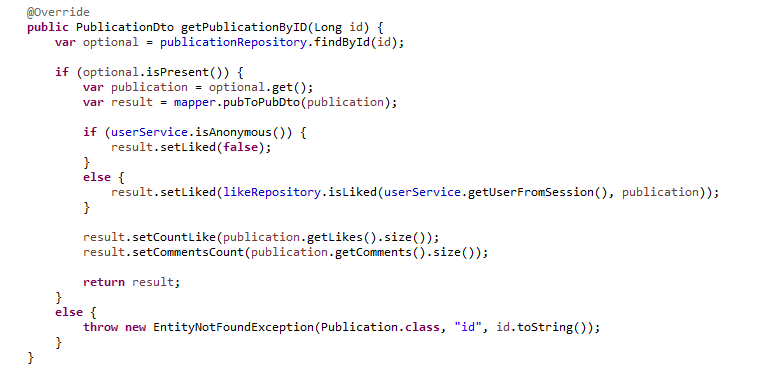 @Override
public PublicationDto getPublicationByID(Long id) {
    var optional = publicationRepository.findById(id);

    if (optional.isPresent()) {
        var publication = optional.get();
        var result = mapper.pubToPubDto(publication);

        if (userService.isAnonymous()) {
            result.setLiked(false);
        }
        else {
            result.setLiked(likeRepository.isLiked(userService.getUserFromSession(), publication));
        }

        result.setCountLike(publication.getLikes().size());
        result.setCommentsCount(publication.getComments().size());

        return result;
    }
    else {
        throw new EntityNotFoundException(Publication.class, "id", id.toString());
    }
}